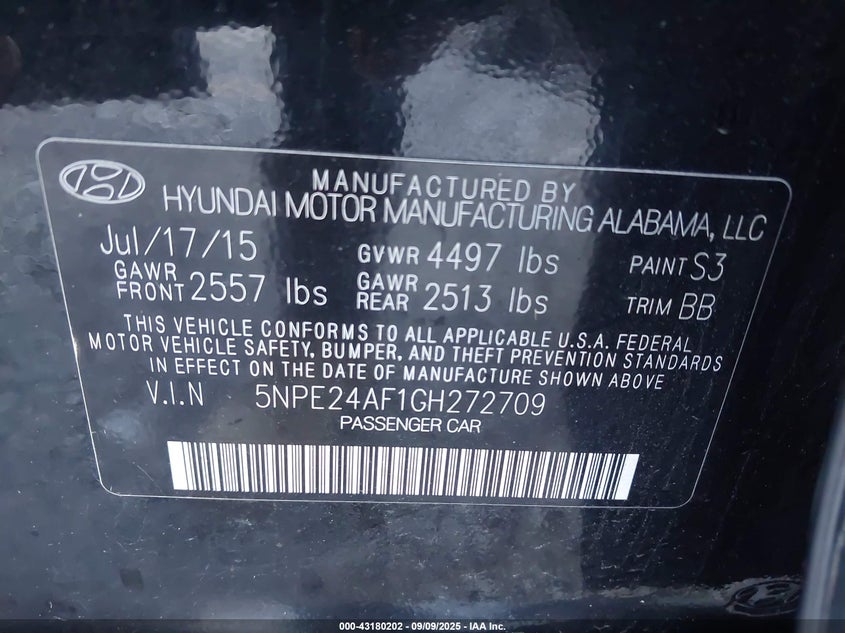 MANUFACTURED BY
HYUNDAI MOTOR MANUFACTURING ALABAMA, LLC
Jul/17/15 GVWR 4497 lbs PAINT S3
GAWR FRONT 2557 lbs GAWR REAR 2513 lbs TRIM BB
THIS VEHICLE CONFORMS TO ALL APPLICABLE U.S.A. FEDERAL
MOTOR VEHICLE SAFETY, BUMPER, AND THEFT PREVENTION STANDARDS
IN EFFECT ON THE DATE OF MANUFACTURE SHOWN ABOVE
V.I.N 5NPE24AF1GH272709
PASSENGER CAR
000-43180202 - 09/09/2025 - IAA Inc.